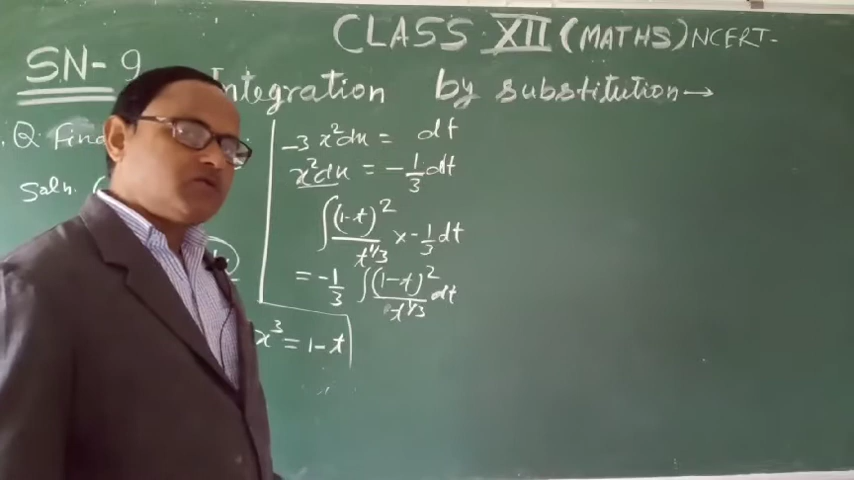 CLASS XII (MATHS) NCERT-
SN-9
Integration by substitution→
Q. Find
Soln.
-3 x²dx = dt
x²dx = -1/3 dt
∫(1-t)²/t^1/3 × -1/3 dt
= -1/3 ∫(1-t)²/t^1/3 dt
x³ = 1-t